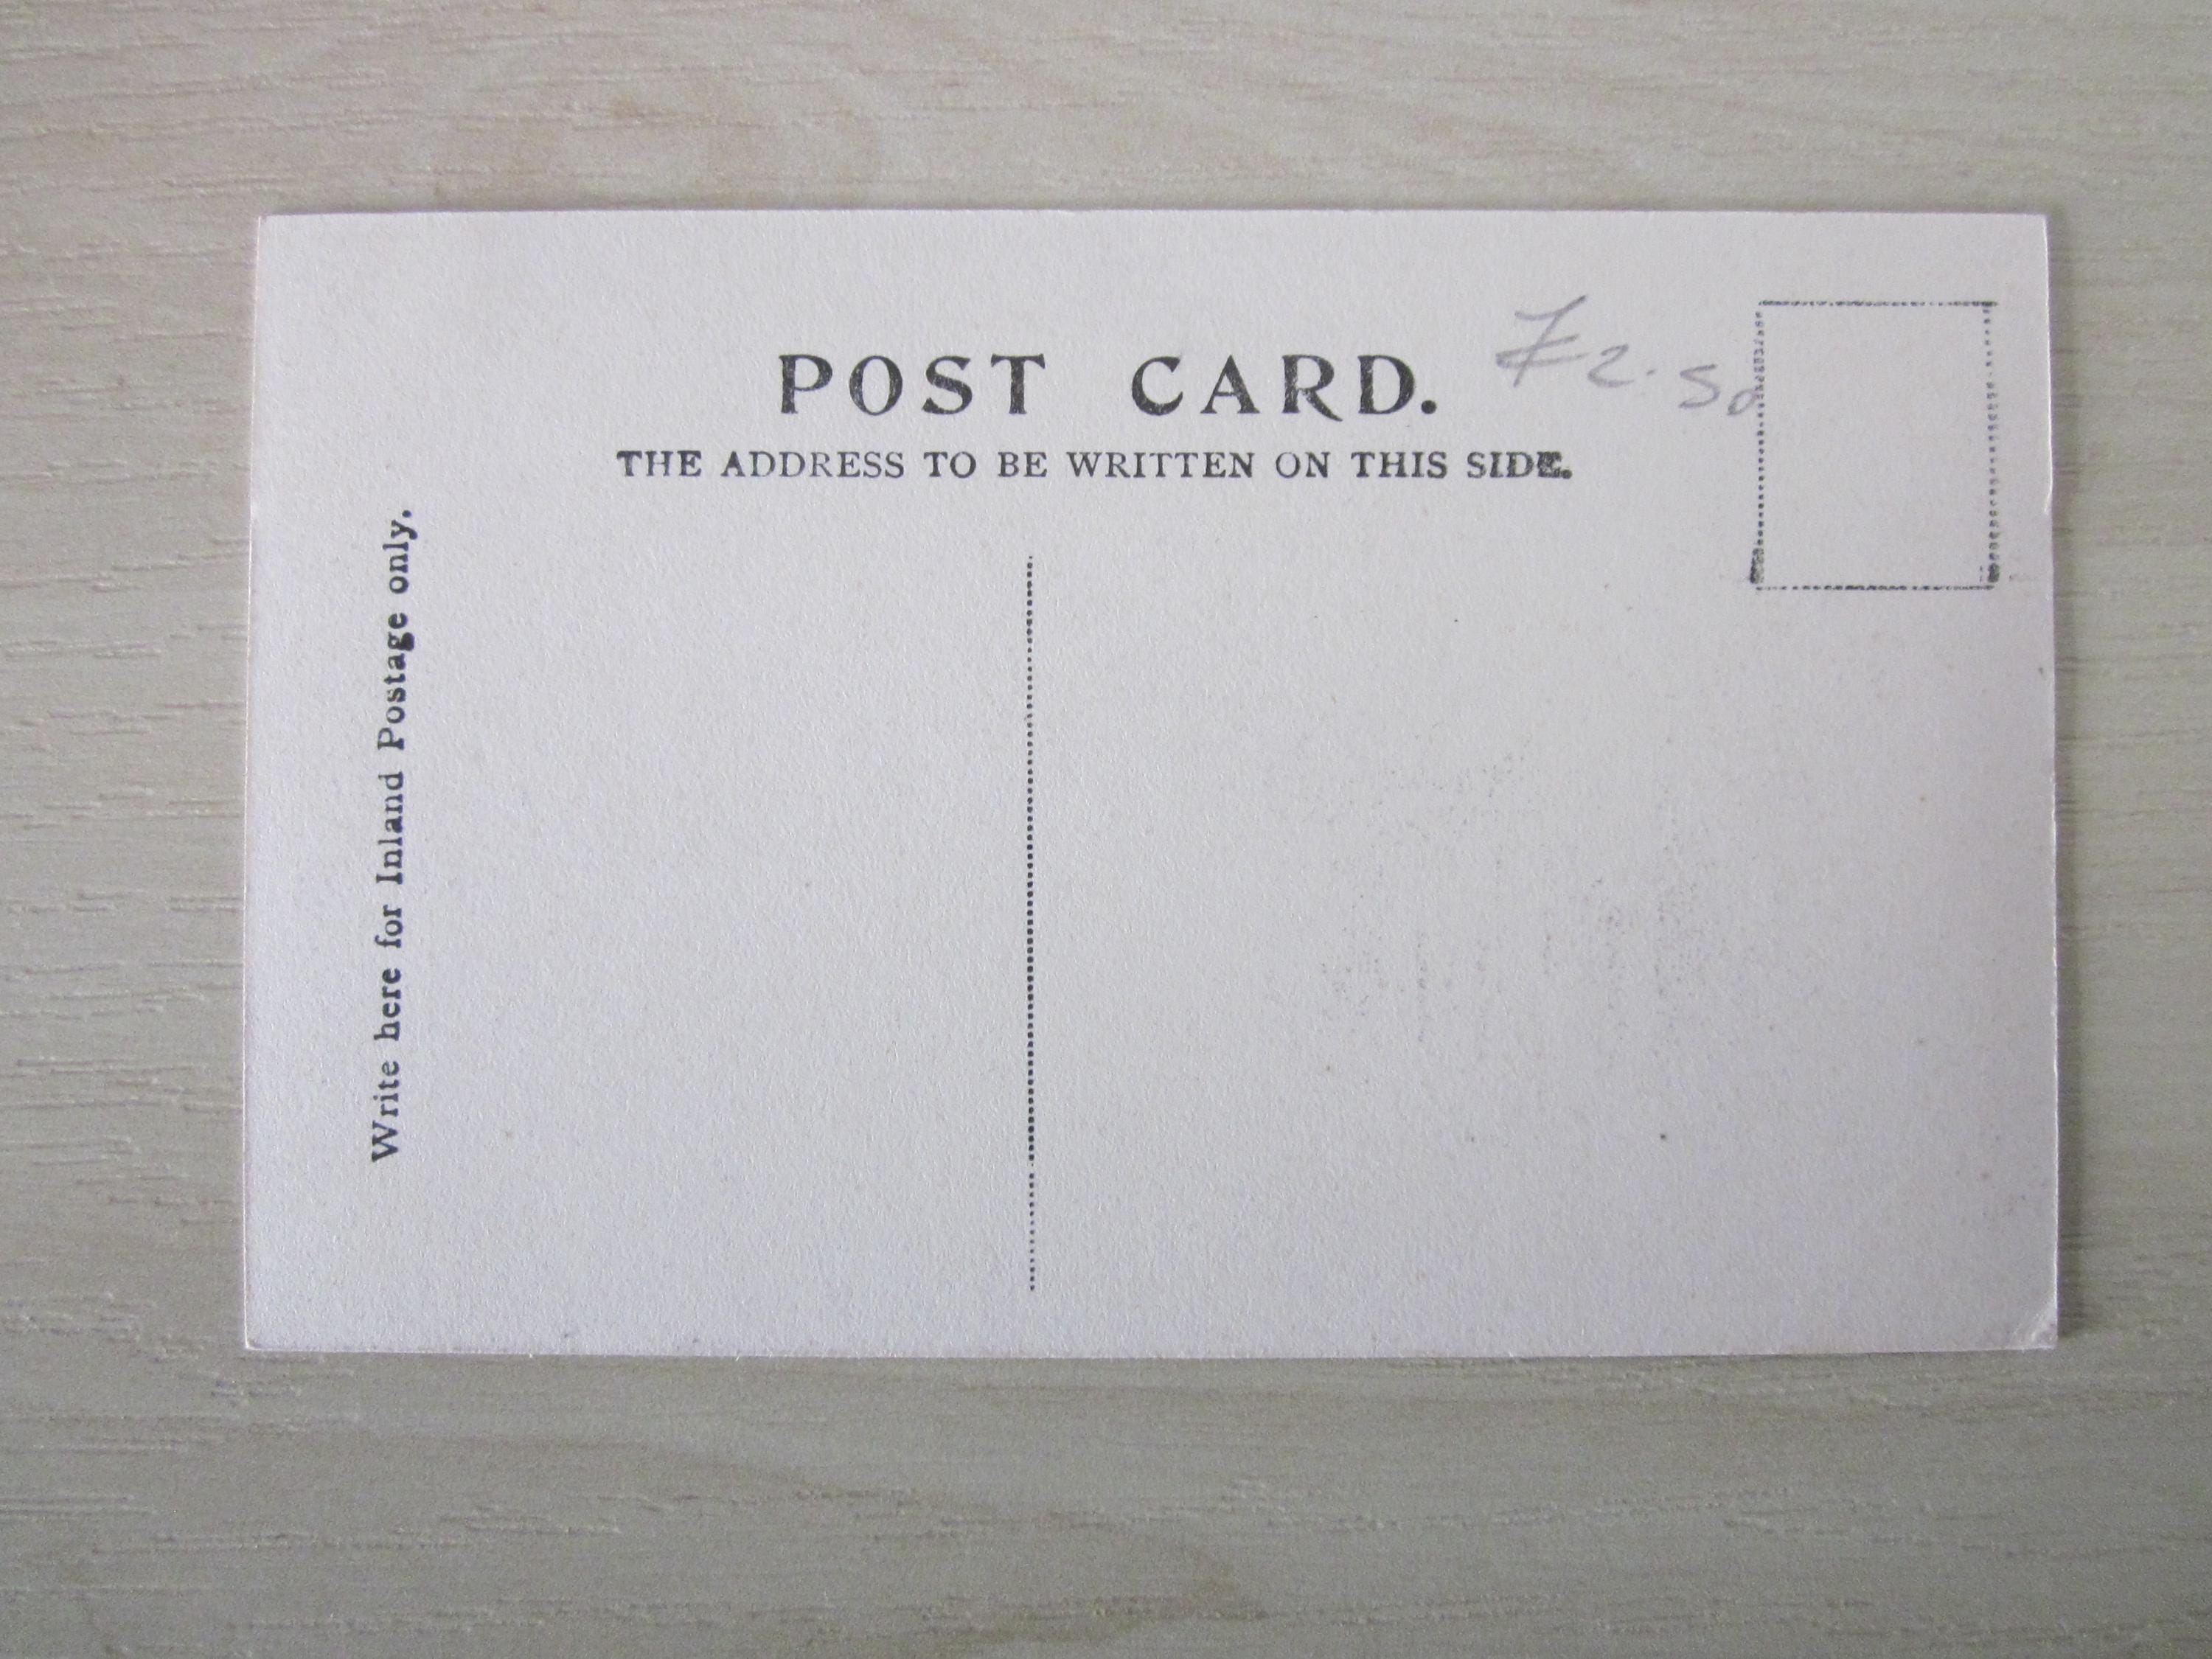 POST CARD.
£2.50
THE ADDRESS TO BE WRITTEN ON THIS SIDE.
Write here for Inland Postage only.